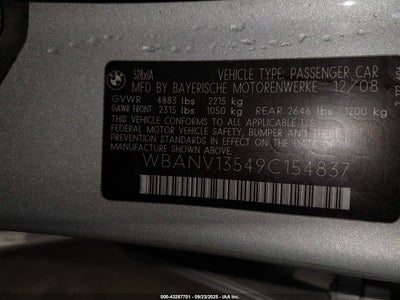 528xiA
VEHICLE TYPE: PASSENGER CAR
MFD BY BAYERISCHE MOTORENWERKE 12/08
GVWR 4883 lbs 2215 kg
GAWR FRONT 2315 lbs 1050 kg REAR 2646 lbs 1200 kg
THIS VEHICLE CONFORMS TO ALL APPLICABLE
FEDERAL MOTOR VEHICLE SAFETY, BUMPER AND THEFT
PREVENTION STANDARDS IN EFFECT ON THE DATE OF
MANUFACTURE SHOWN ABOVE.
WBANV13549C154837
000-43287701 - 09/23/2025 - IAA Inc.